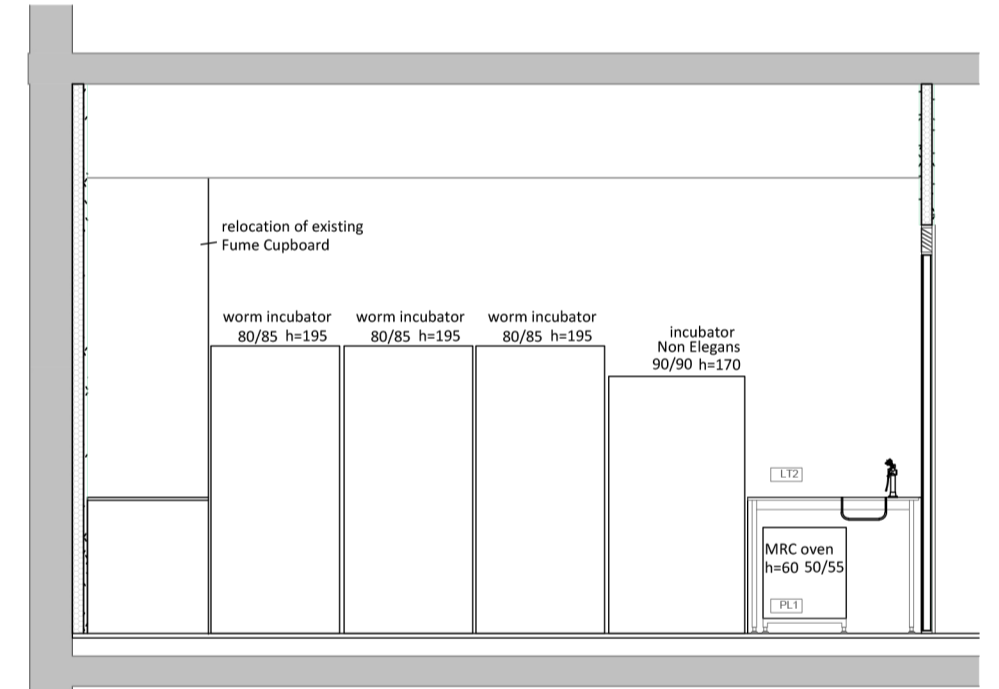 relocation of existing
Fume Cupboard
worm incubator
80/85 h=195
worm incubator
80/85 h=195
worm incubator
80/85 h=195
incubator
Non Elegans
90/90 h=170
LT2
MRC oven
h=60 50/55
PL1